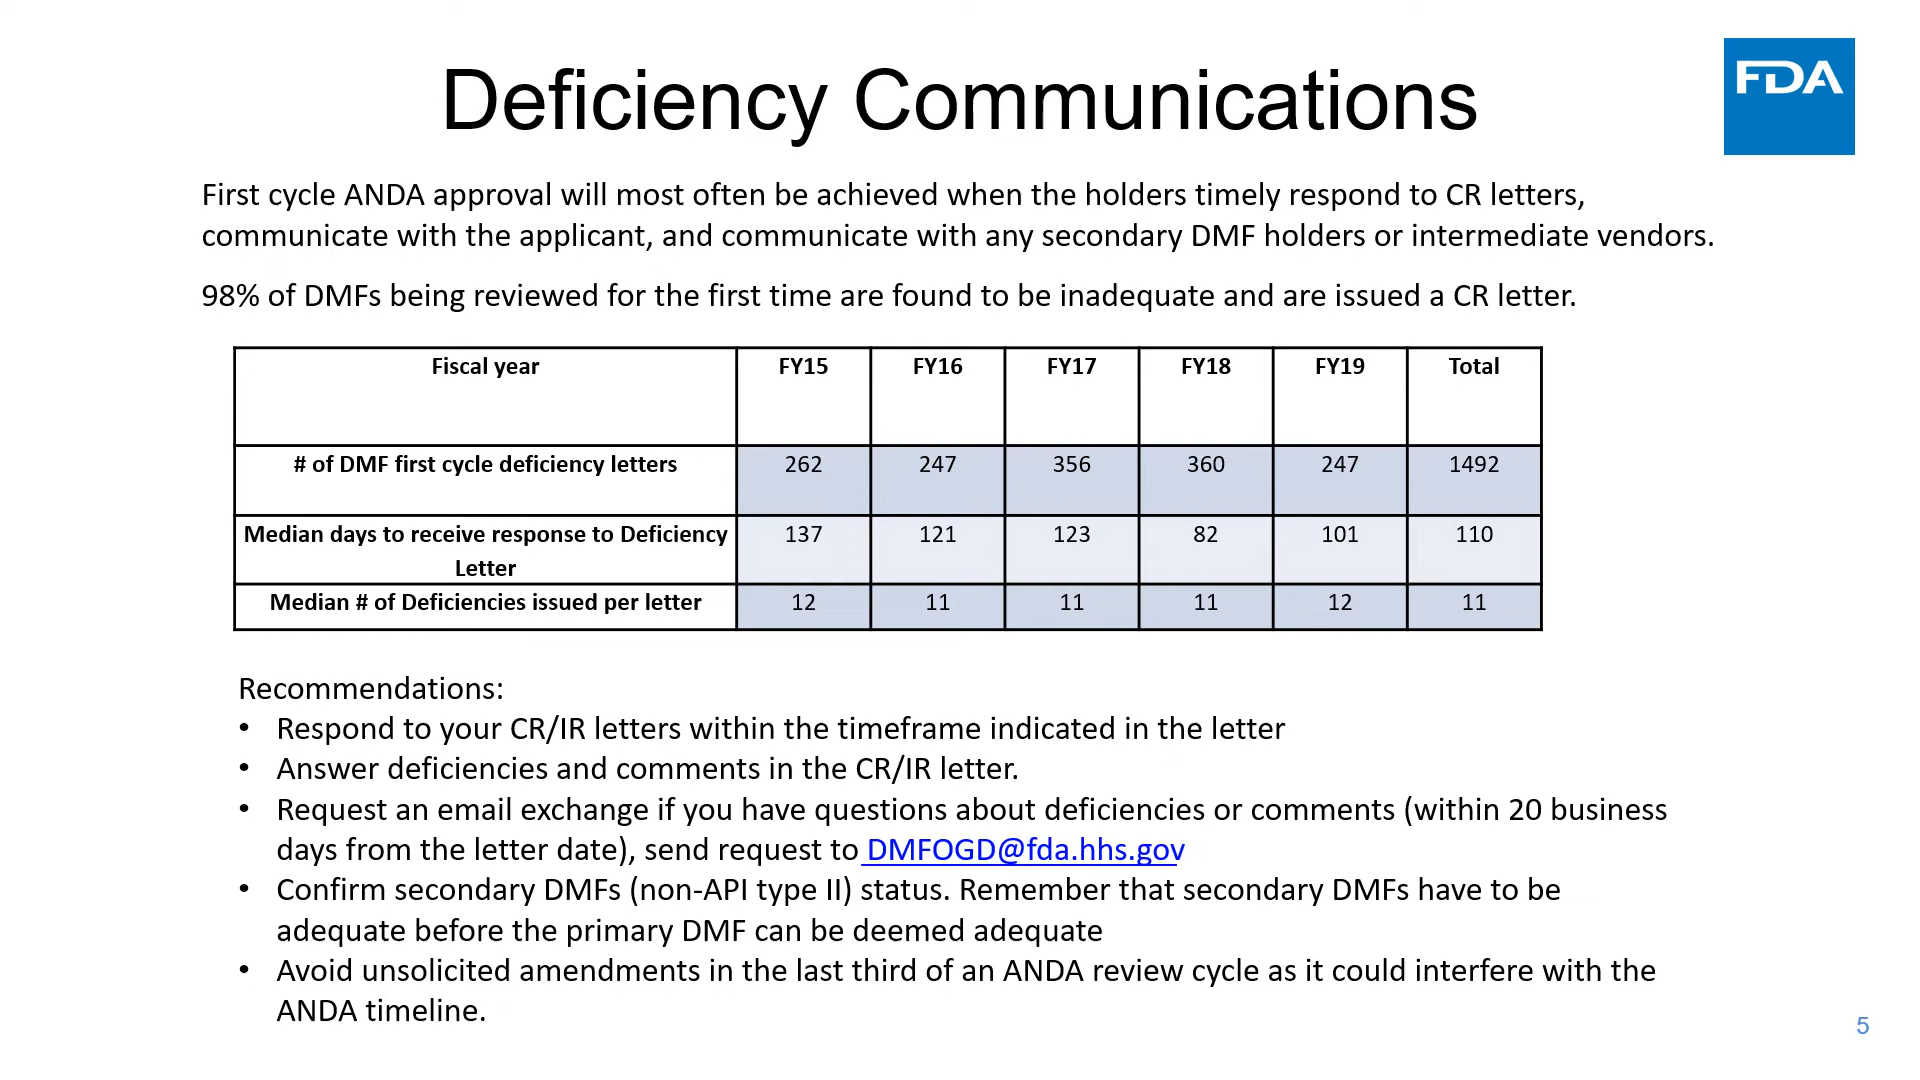 Deficiency Communications
FDA
First cycle ANDA approval will most often be achieved when the holders timely respond to CR letters,
communicate with the applicant, and communicate with any secondary DMF holders or intermediate vendors.
98% of DMFs being reviewed for the first time are found to be inadequate and are issued a CR letter.
Fiscal year FY15 FY16 FY17 FY18 FY19 Total
# of DMF first cycle deficiency letters 262 247 356 360 247 1492
Median days to receive response to Deficiency 137 121 123 82 101 110
Letter
Median # of Deficiencies issued per letter 12 11 11 11 12 11
Recommendations:
• Respond to your CR/IR letters within the timeframe indicated in the letter
• Answer deficiencies and comments in the CR/IR letter.
• Request an email exchange if you have questions about deficiencies or comments (within 20 business
days from the letter date), send request to DMFOGD@fda.hhs.gov
• Confirm secondary DMFs (non-API type II) status. Remember that secondary DMFs have to be
adequate before the primary DMF can be deemed adequate
• Avoid unsolicited amendments in the last third of an ANDA review cycle as it could interfere with the
ANDA timeline.
5